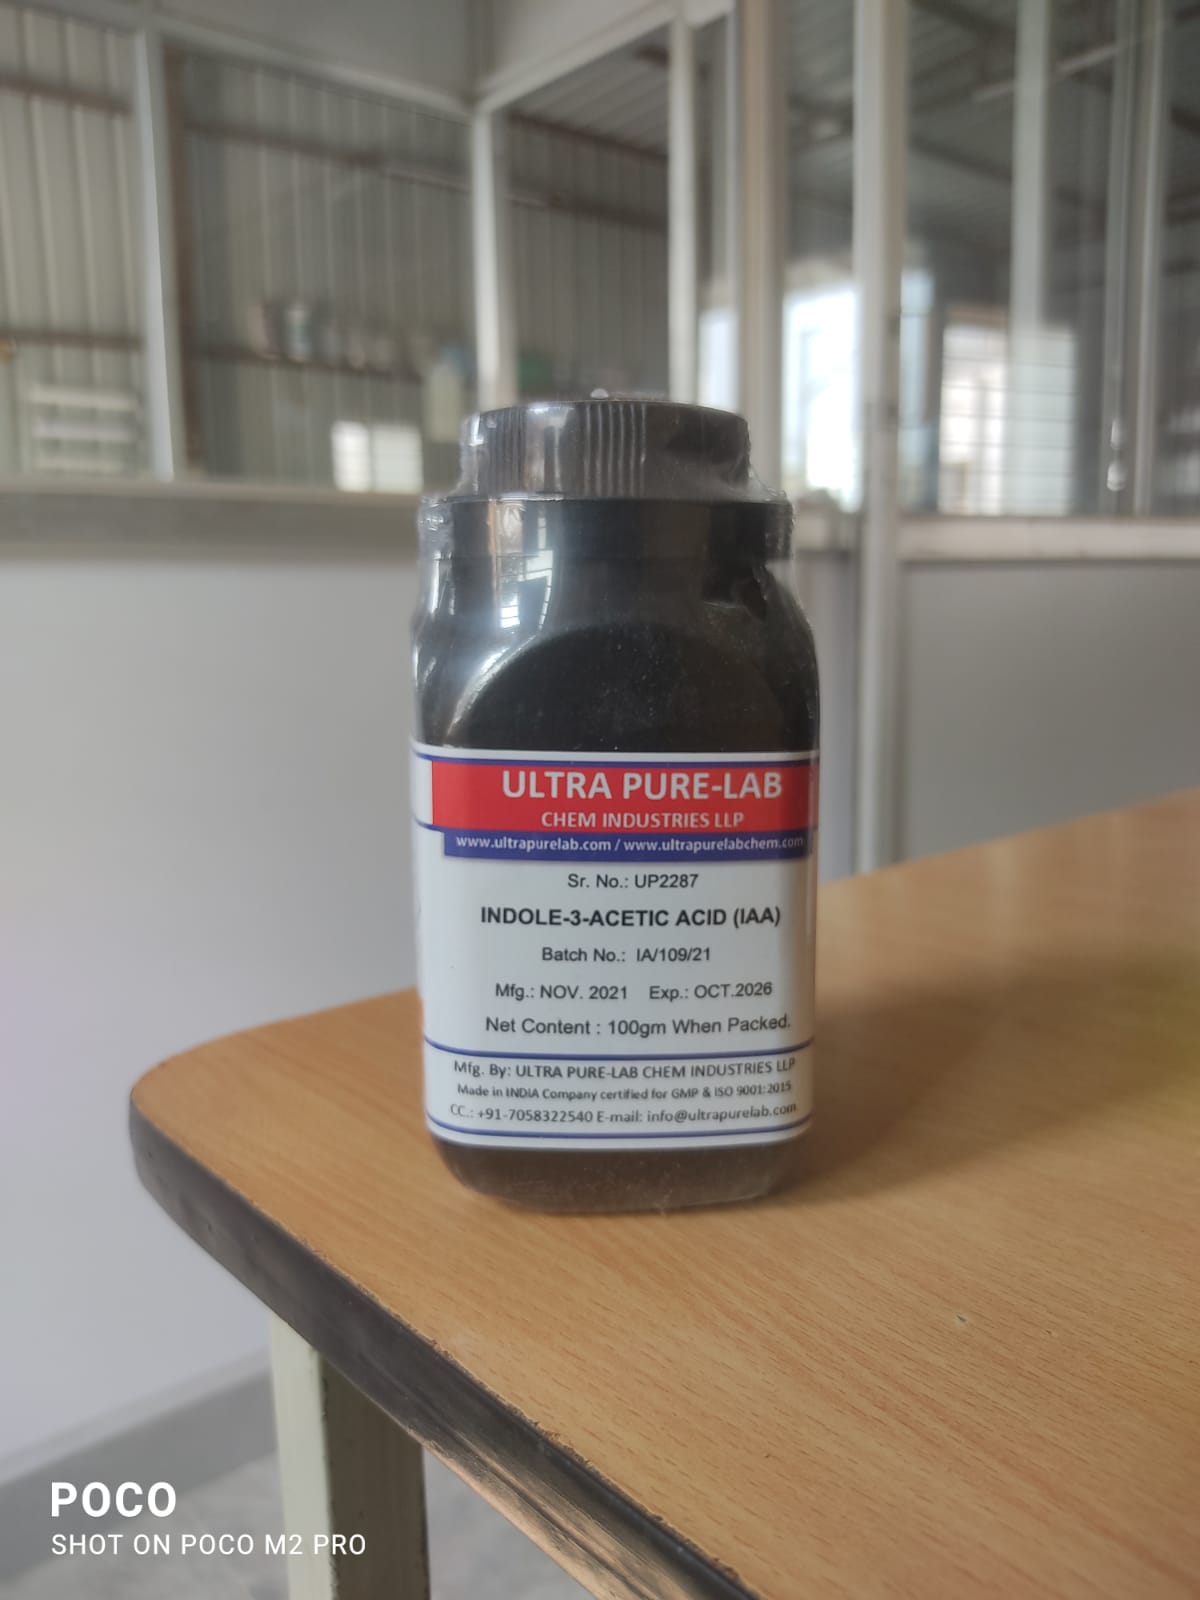 ULTRA PURE-LAB
CHEM INDUSTRIES LLP
www.ultrapurelab.com / www.ultrapurelabchem.com
Sr. No.: UP2287
INDOLE-3-ACETIC ACID (IAA)
Batch No.: IA/109/21
Mfg.: NOV. 2021 Exp.: OCT.2026
Net Content : 100gm When Packed.
Mfg. By: ULTRA PURE-LAB CHEM INDUSTRIES LLP
Made in INDIA Company certified for GMP & ISO 9001:2015
CC.: +91-7058322540 E-mail: info@ultrapurelab.com
POCO
SHOT ON POCO M2 PRO